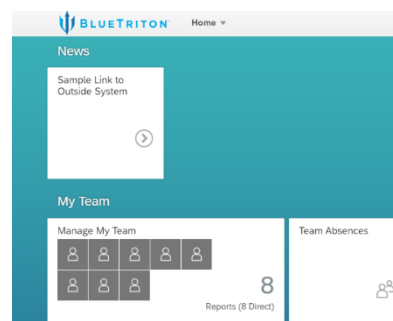 BLUETRITON Home
News
Sample Link to
Outside System
My Team
Manage My Team
Team Absences
8
Reports (8 Direct)